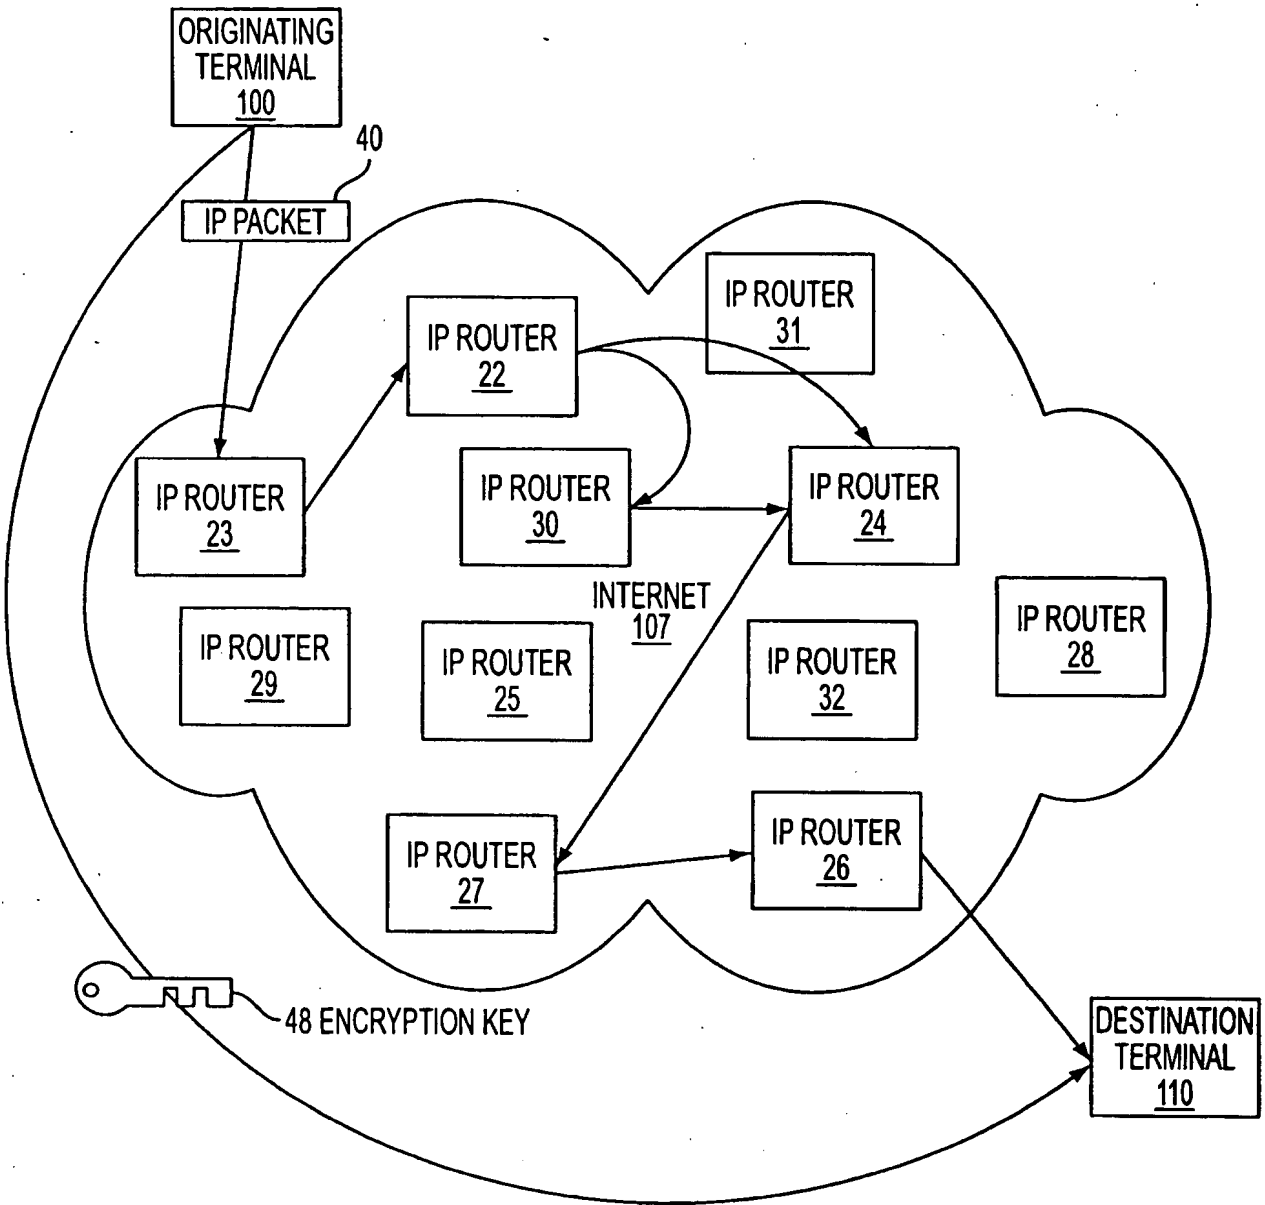 ORIGINATING
TERMINAL
100
40
IP PACKET
IP ROUTER
31
IP ROUTER
22
IP ROUTER
23
IP ROUTER
30
IP ROUTER
24
INTERNET
107
IP ROUTER
28
IP ROUTER
29
IP ROUTER
25
IP ROUTER
32
IP ROUTER
27
IP ROUTER
26
48 ENCRYPTION KEY
DESTINATION
TERMINAL
110